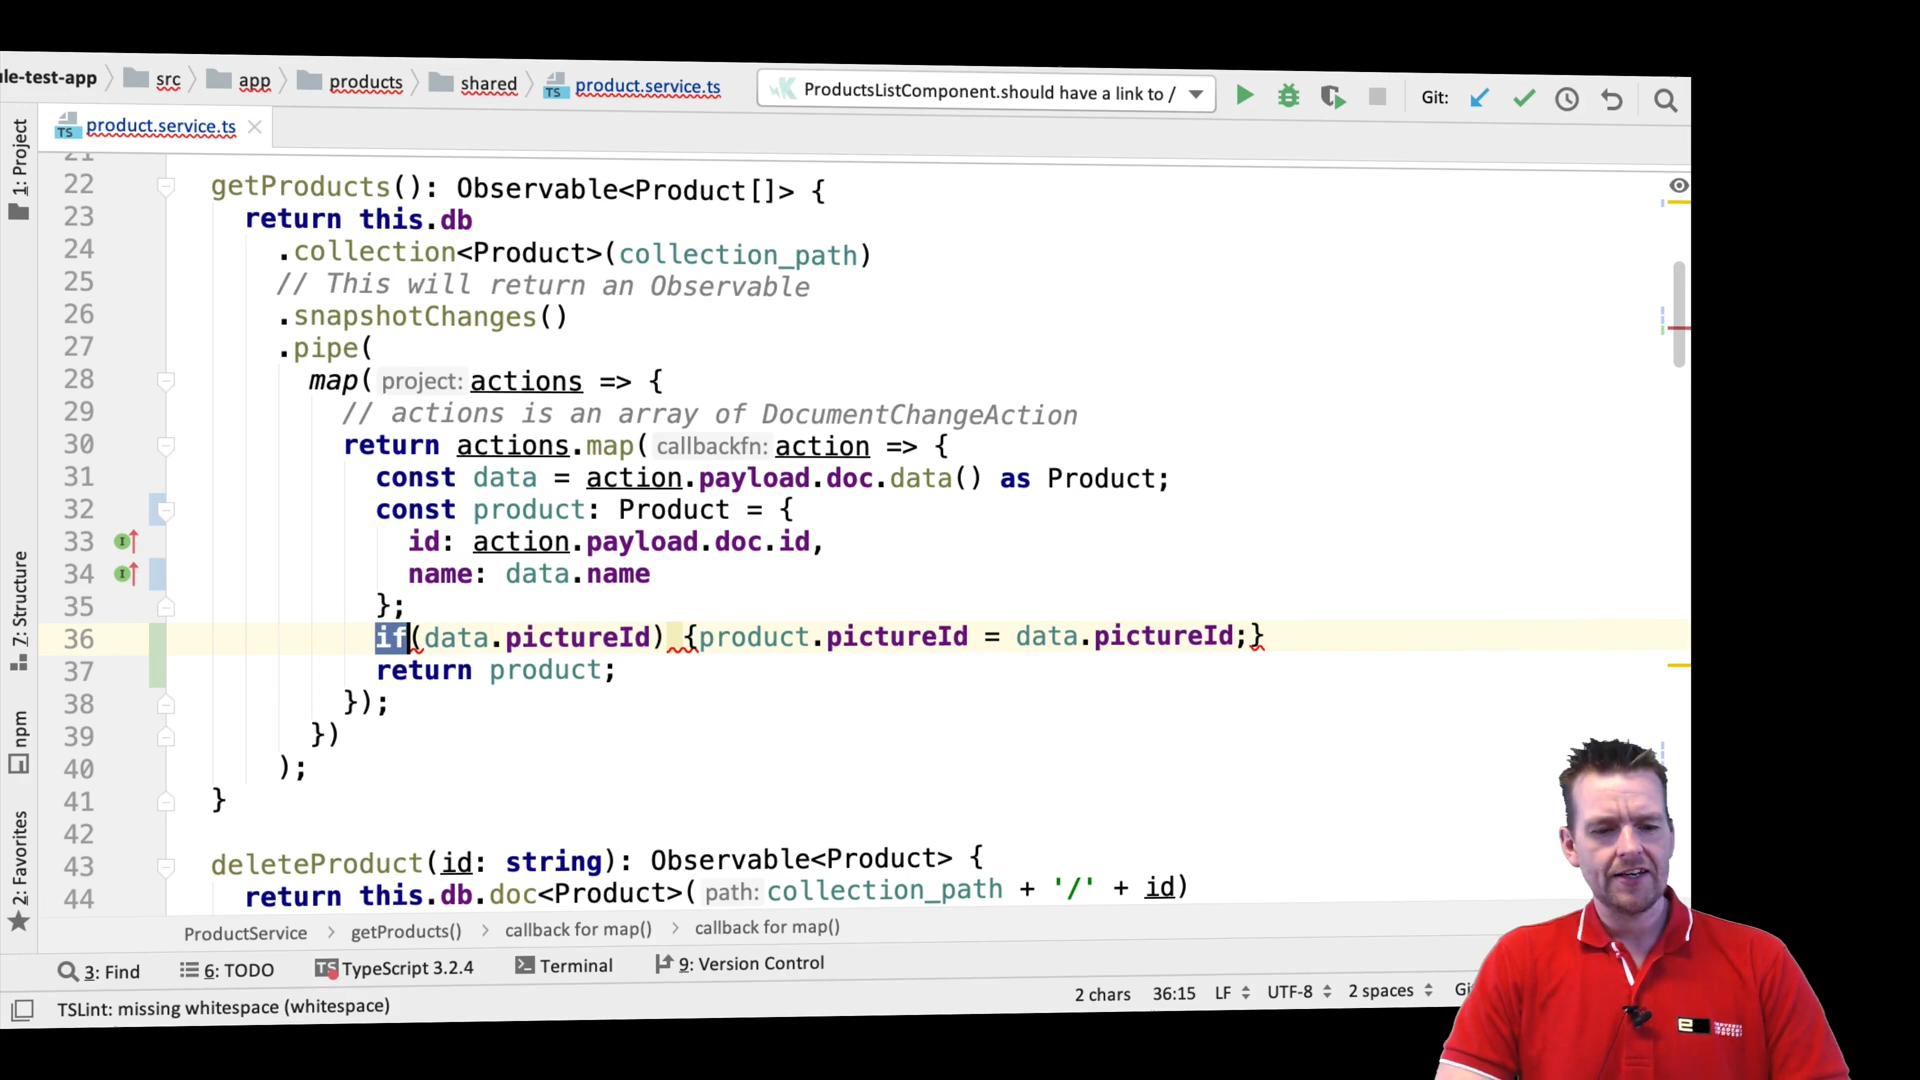 le-test-app src app products shared product.service.ts ProductsListComponent.should have a link to / Git:
product.service.ts
1: Project
7: Structure
npm
2: Favorites
21
22 getProducts(): Observable<Product[]> {
23 return this.db
24 .collection<Product>(collection_path)
25 // This will return an Observable
26 .snapshotChanges()
27 .pipe(
28 map( project: actions => {
29 // actions is an array of DocumentChangeAction
30 return actions.map( callbackfn: action => {
31 const data = action.payload.doc.data() as Product;
32 const product: Product = {
33 id: action.payload.doc.id,
34 name: data.name
35 };
36 if(data.pictureId) {product.pictureId = data.pictureId;}
37 return product;
38 });
39 })
40 );
41 }
42
43 deleteProduct(id: string): Observable<Product> {
44 return this.db.doc<Product>( path: collection_path + '/' + id)
ProductService > getProducts() > callback for map() > callback for map()
3: Find 6: TODO TypeScript 3.2.4 Terminal 9: Version Control
TSLint: missing whitespace (whitespace) 2 chars 36:15 LF UTF-8 2 spaces